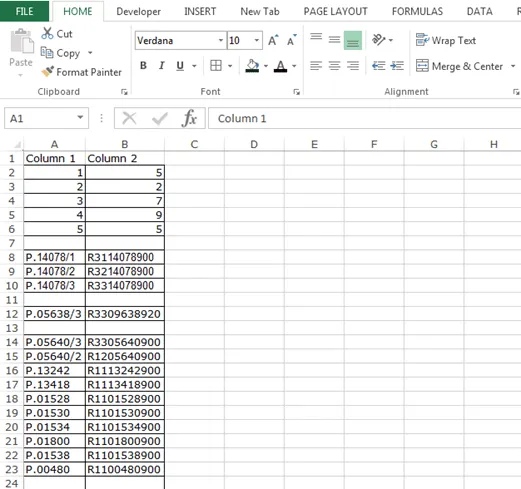 FILE HOME Developer INSERT New Tab PAGE LAYOUT FORMULAS DATA
Cut
Copy
Format Painter
Paste
Verdana 10 A A
B I U A
Wrap Text
Merge & Center
Clipboard Font Alignment
A1 fx Column 1
A B C D E F G H
1 Column 1 Column 2
2 1 5
3 2 2
4 3 7
5 4 9
6 5 5
7
8 P.14078/1 R3114078900
9 P.14078/2 R3214078900
10 P.14078/3 R3314078900
11
12 P.05638/3 R3309638920
13
14 P.05640/3 R3305640900
15 P.05640/2 R1205640900
16 P.13242 R1113242900
17 P.13418 R1113418900
18 P.01528 R1101528900
19 P.01530 R1101530900
20 P.01534 R1101534900
21 P.01800 R1101800900
22 P.01538 R1101538900
23 P.00480 R1100480900
24